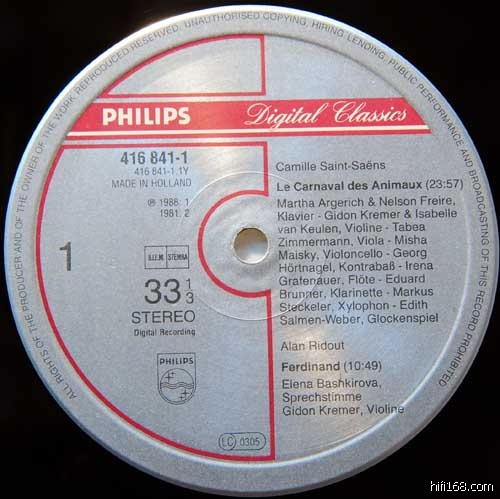 ALL RIGHTS OF THE PRODUCER AND OF THE OWNER OF THE WORK REPRODUCED RESERVED. UNAUTHORISED COPYING, HIRING, LENDING, PUBLIC PERFORMANCE AND BROADCASTING OF THIS RECORD PROHIBITED
PHILIPS
Digital Classics
416 841-1
416 841-1.1Y
MADE IN HOLLAND
℗ 1988: 1
1981: 2
1
B.I.E.M. STEMRA
33 1/3
STEREO
Digital Recording
PHILIPS
LC 0305
Camille Saint-Saëns
Le Carnaval des Animaux (23:57)
Martha Argerich & Nelson Freire,
Klavier - Gidon Kremer & Isabelle
van Keulen, Violine - Tabea
Zimmermann, Viola - Misha
Maisky, Violoncello - Georg
Hörtnagel, Kontrabaß - Irena
Grafenauer, Flöte - Eduard
Brunner, Klarinette - Markus
Steckeler, Xylophon - Edith
Salmen-Weber, Glockenspiel
Alan Ridout
Ferdinand (10:49)
Elena Bashkirova,
Sprechstimme
Gidon Kremer, Violine
hifi168.com